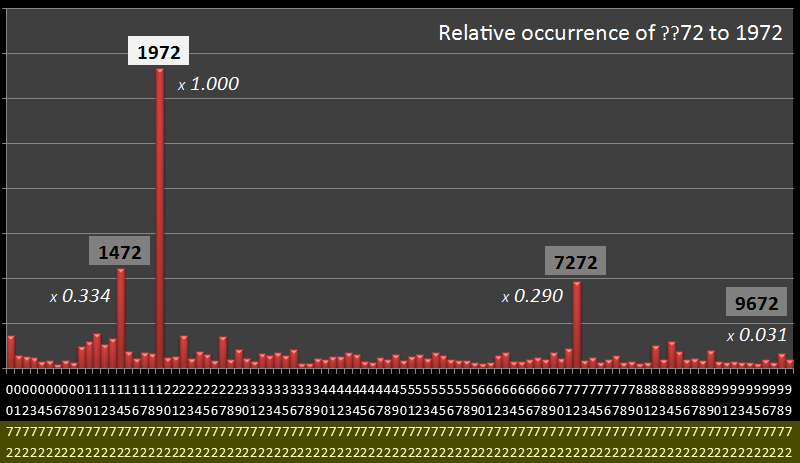 Relative occurrence of ??72 to 1972
1972
x 1.000
1472
x 0.334
7272
x 0.290
9672
x 0.031
0000000000111111111122222222223333333333444444444455555555556666666666777777777788888888889999999999
0123456789012345678901234567890123456789012345678901234567890123456789012345678901234567890123456789
7777777777777777777777777777777777777777777777777777777777777777777777777777777777777777777777777777
2222222222222222222222222222222222222222222222222222222222222222222222222222222222222222222222222222